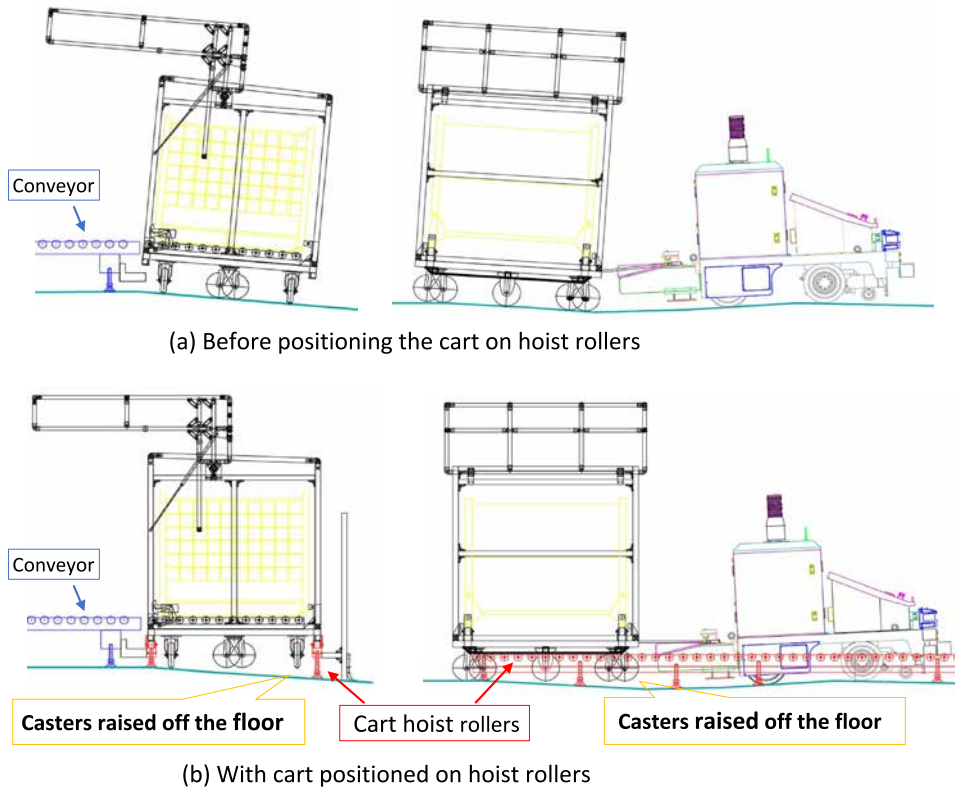 Conveyor
(a) Before positioning the cart on hoist rollers
Conveyor
Casters raised off the floor
Cart hoist rollers
Casters raised off the floor
(b) With cart positioned on hoist rollers